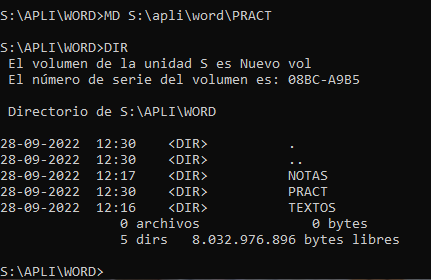 S:\APLI\WORD>MD S:\apli\word\PRACT
S:\APLI\WORD>DIR
El volumen de la unidad S es Nuevo vol
El número de serie del volumen es: 08BC-A9B5
Directorio de S:\APLI\WORD
28-09-2022  12:30    <DIR>          .
28-09-2022  12:30    <DIR>          ..
28-09-2022  12:17    <DIR>          NOTAS
28-09-2022  12:30    <DIR>          PRACT
28-09-2022  12:16    <DIR>          TEXTOS
0 archivos              0 bytes
5 dirs   8.032.976.896 bytes libres
S:\APLI\WORD>